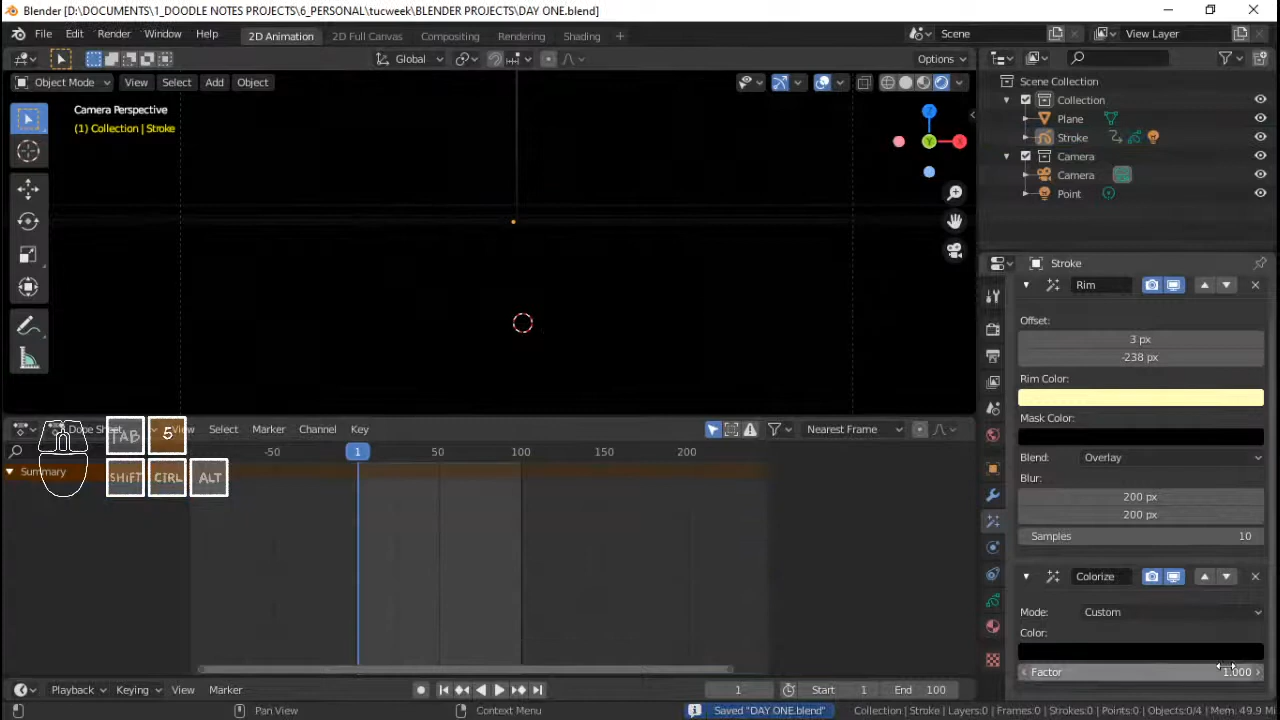 Blender [D:\DOCUMENTS\1_DOODLE NOTES PROJECTS\6_PERSONAL\tucweek\BLENDER PROJECTS\DAY ONE.blend]
File Edit Render Window Help 2D Animation 2D Full Canvas Compositing Rendering Shading + Scene View Layer
Global Options
Object Mode View Select Add Object
Camera Perspective
(1) Collection | Stroke
Z
Y X
Scene Collection
Collection
Plane
Stroke
Camera
Camera
Point
Stroke
Rim
Offset:
3 px
-238 px
Rim Color:
Mask Color:
Blend: Overlay
Blur:
200 px
200 px
Samples 10
Colorize
Mode: Custom
Color:
Factor 1.000
View Select Marker Channel Key Nearest Frame
TAB 5
SHiFT CTRL ALT
-50 1 50 100 150 200
Summary
Playback Keying View Marker 1 Start 1 End 100
Pan View Context Menu Saved "DAY ONE.blend" Collection | Stroke | Layers:0 | Frames:0 | Strokes:0 | Points:0 | Objects:0/4 | Mem: 49.9 M